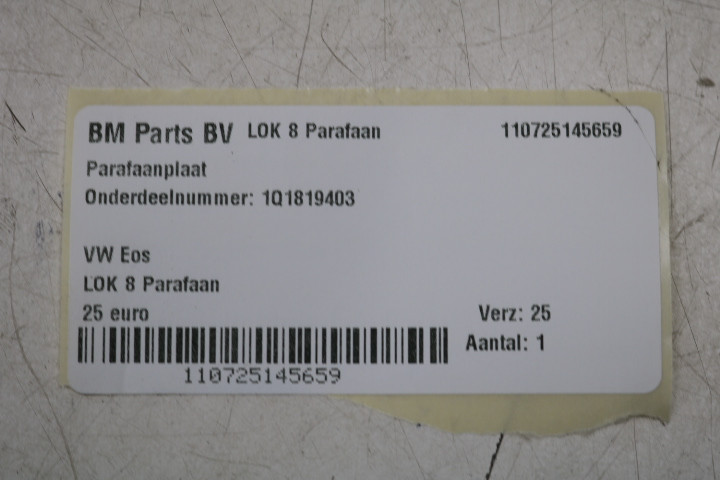 BM Parts BV LOK 8 Parafaan 110725145659
Parafaanplaat
Onderdeelnummer: 1Q1819403
VW Eos
LOK 8 Parafaan
25 euro Verz: 25
Aantal: 1
110725145659